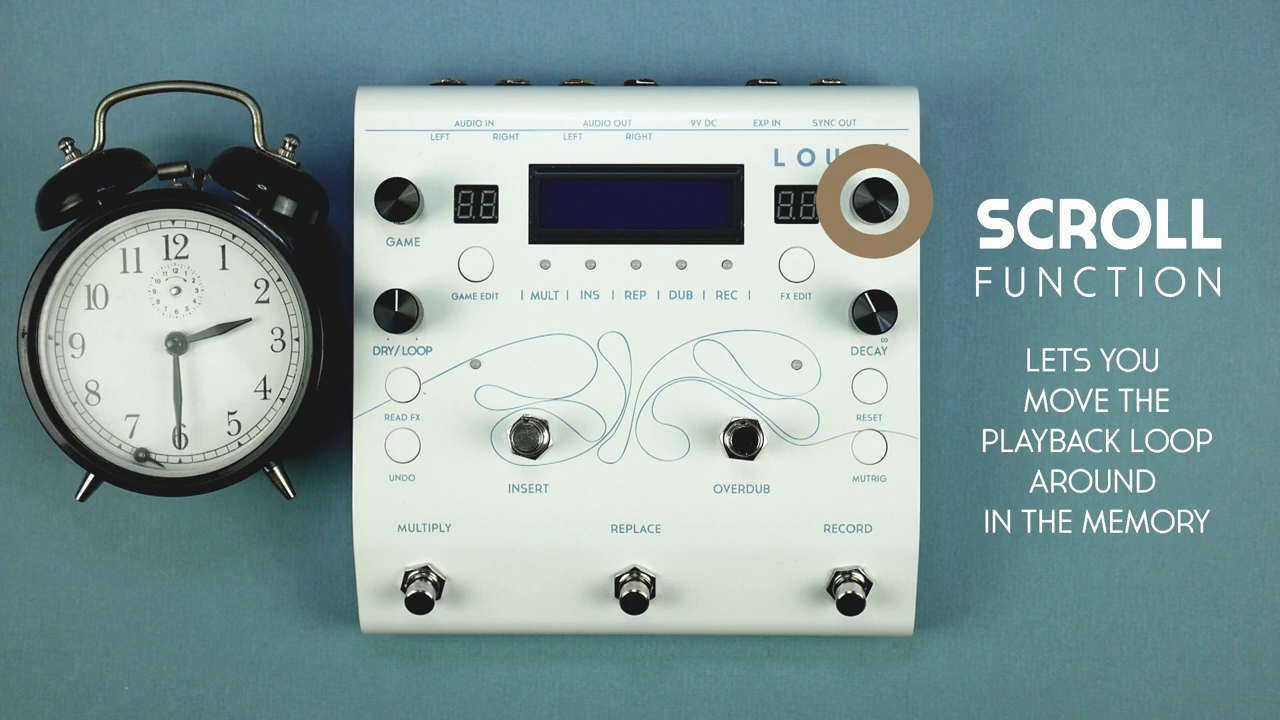 AUDIO IN
AUDIO OUT
9V DC
EXP IN
SYNC OUT
LEFT
RIGHT
LEFT
RIGHT
GAME
GAME EDIT
| MULT | INS | REP | DUB | REC |
FX EDIT
DRY/LOOP
DECAY
∞
READ FX
RESET
UNDO
MUTRIG
INSERT
OVERDUB
MULTIPLY
REPLACE
RECORD
12
1
2
3
4
5
6
7
8
9
10
11
SCROLL
FUNCTION
LETS YOU
MOVE THE
PLAYBACK LOOP
AROUND
IN THE MEMORY